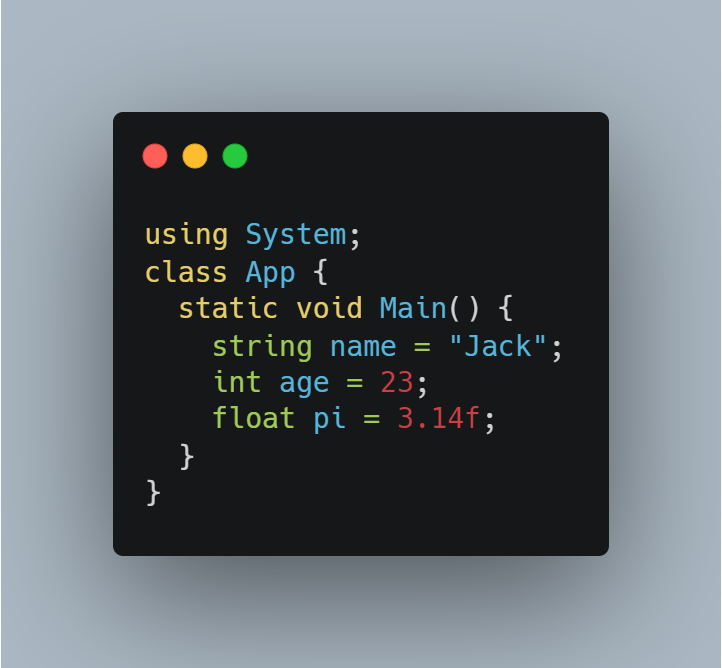 using System;
class App {
  static void Main() {
    string name = "Jack";
    int age = 23;
    float pi = 3.14f;
  }
}